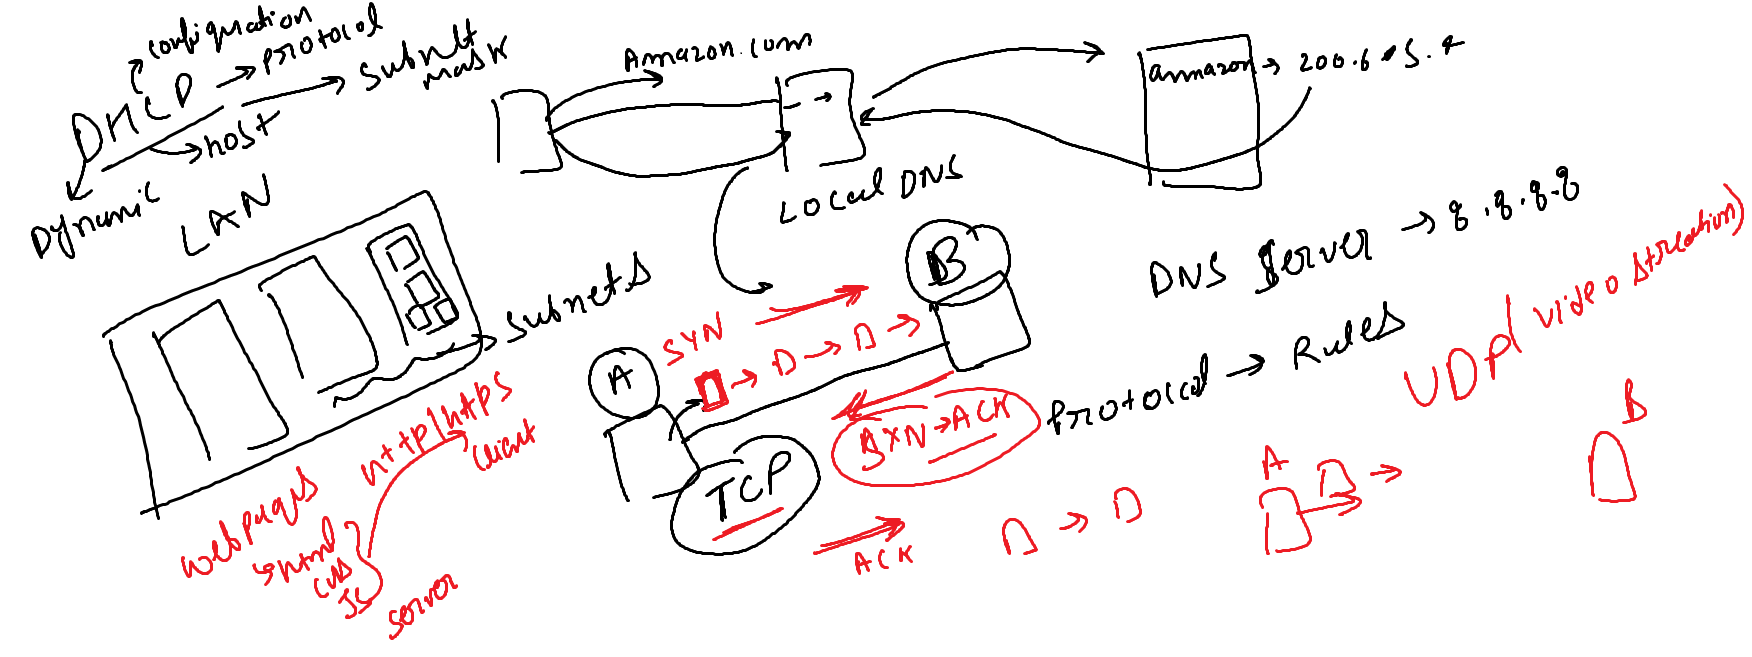 configuration
protocol
DHCP
subnet
mask
host
Dynamic
LAN
subnets
Amazon.com
Local DNS
amazon → 200.6.5.4
DNS Server → 8.8.8.8
Protocol → Rules
A
B
SYN
SYN → ACK
TCP
ACK
http/https
client
webpages
html
css
JS
server
UDP/video
A
B